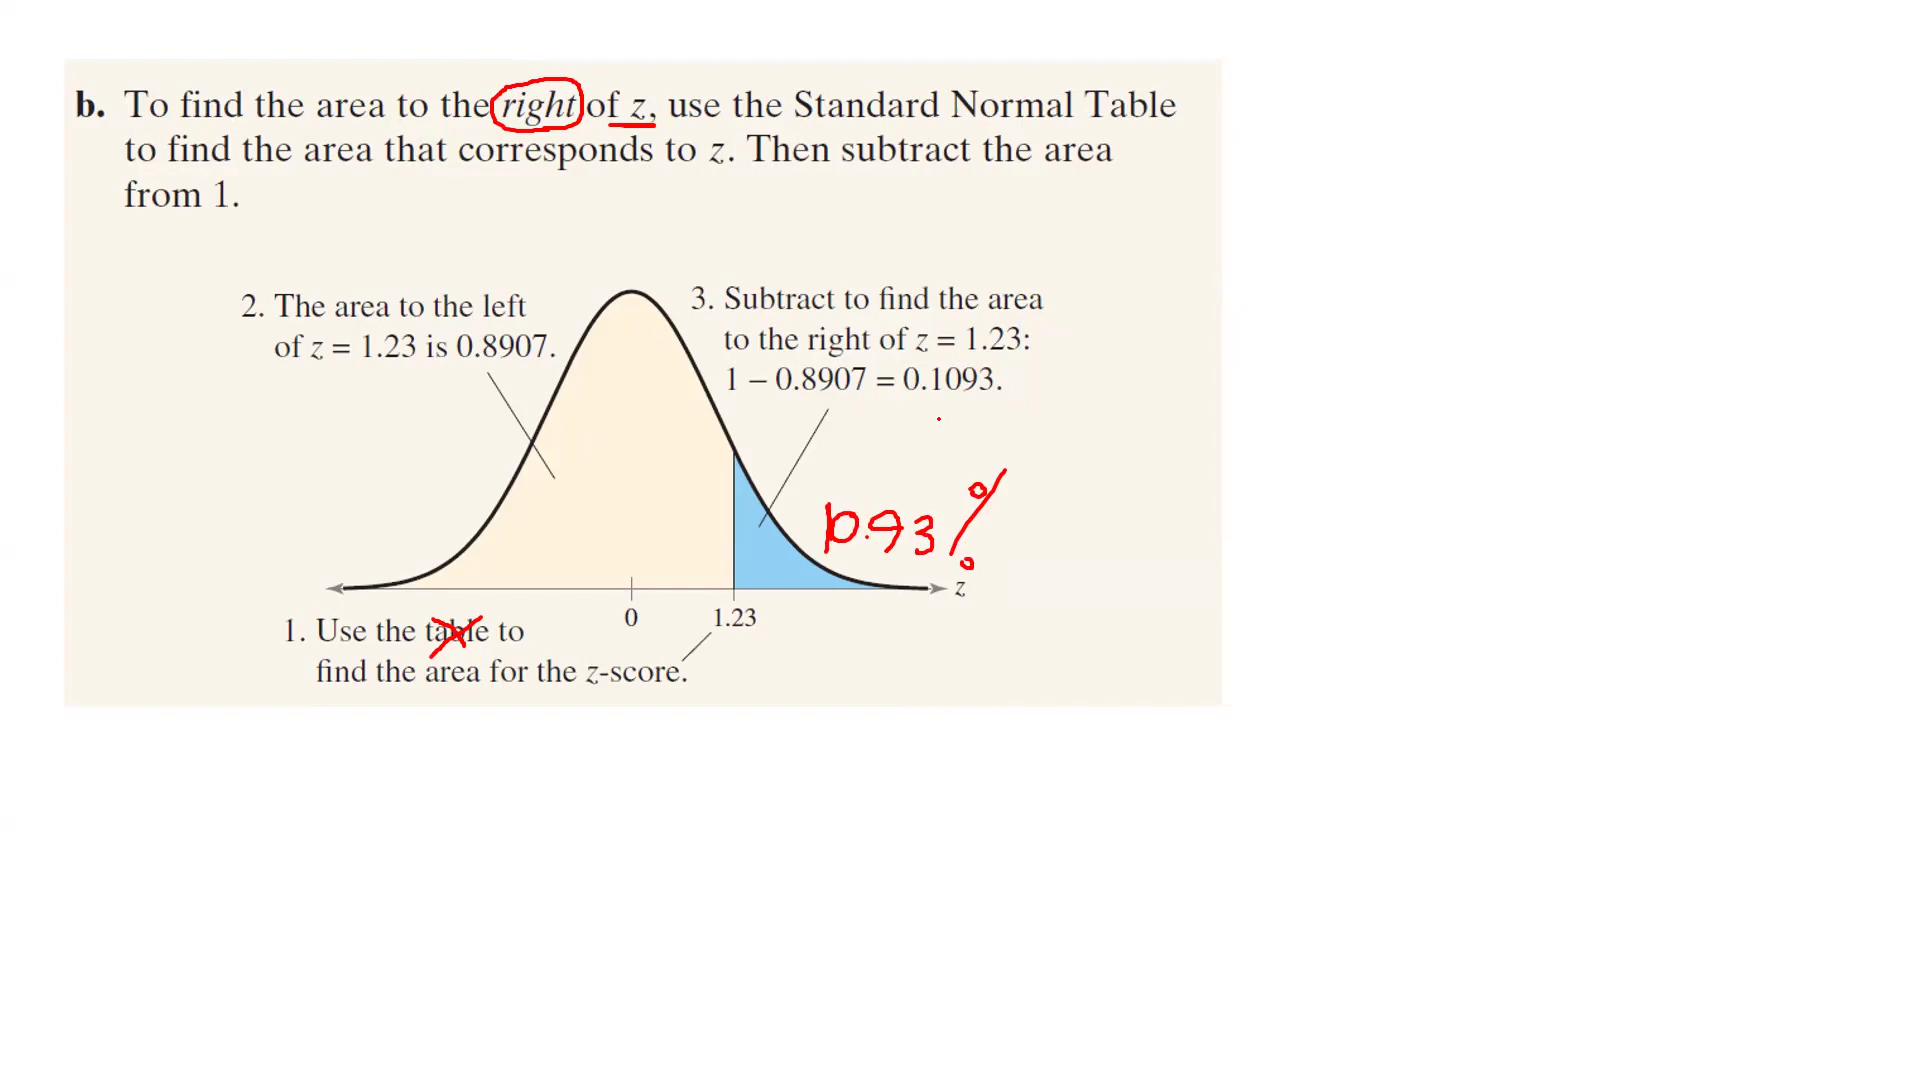 b. To find the area to the right of z, use the Standard Normal Table
to find the area that corresponds to z. Then subtract the area
from 1.
2. The area to the left
of z = 1.23 is 0.8907.
3. Subtract to find the area
to the right of z = 1.23:
1 − 0.8907 = 0.1093.
10.93%
z
0
1.23
1. Use the table to
find the area for the z-score.